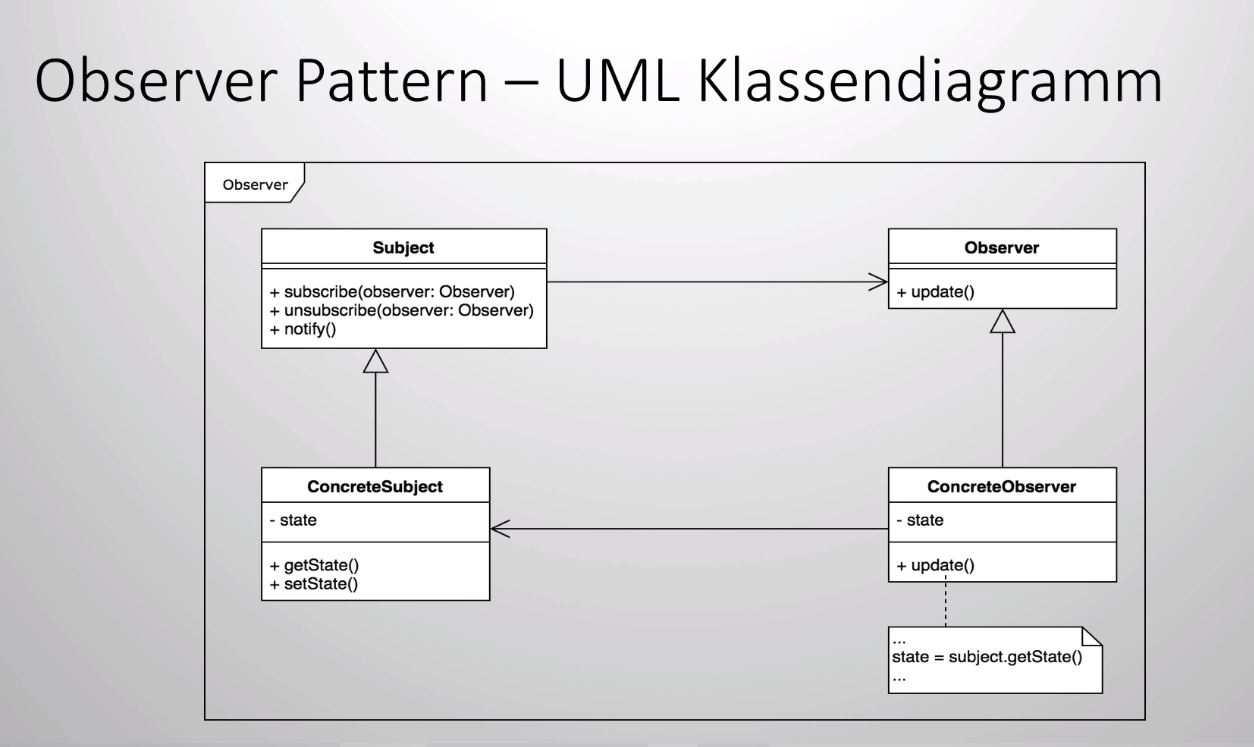 Observer Pattern – UML Klassendiagramm
Observer
Subject
+ subscribe(observer: Observer)
+ unsubscribe(observer: Observer)
+ notify()
Observer
+ update()
ConcreteSubject
- state
+ getState()
+ setState()
ConcreteObserver
- state
+ update()
...
state = subject.getState()
...